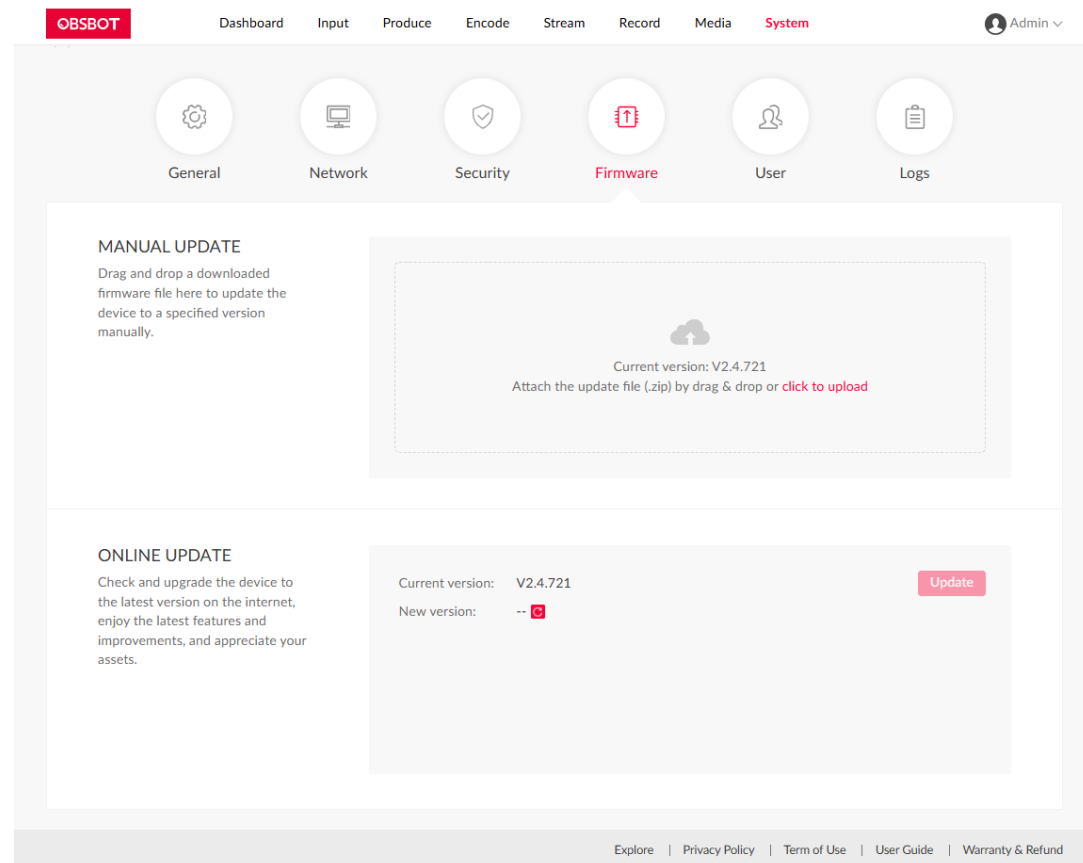 OBSBOT
Dashboard Input Produce Encode Stream Record Media System Admin
General Network Security Firmware User Logs
MANUAL UPDATE
Drag and drop a downloaded
firmware file here to update the
device to a specified version
manually.
Current version: V2.4.721
Attach the update file (.zip) by drag & drop or click to upload
ONLINE UPDATE
Check and upgrade the device to
the latest version on the internet,
enjoy the latest features and
improvements, and appreciate your
assets.
Current version: V2.4.721
Update
New version: --
Explore | Privacy Policy | Term of Use | User Guide | Warranty & Refund